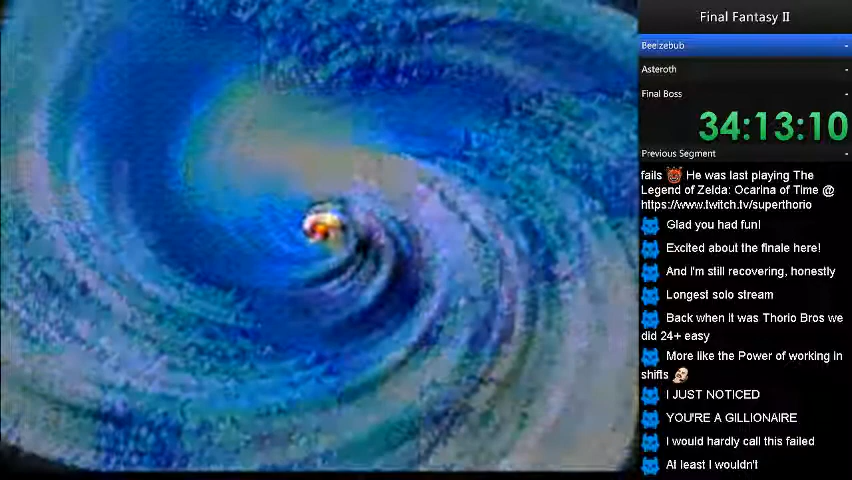 Final Fantasy II
Beelzebub -
Asteroth -
Final Boss -
34:13:10
Previous Segment -
fails He was last playing The
Legend of Zelda: Ocarina of Time @
https://www.twitch.tv/superthorio
Glad you had fun!
Excited about the finale here!
And I'm still recovering, honestly
Longest solo stream
Back when it was Thorio Bros we
did 24+ easy
More like the Power of working in
shifts
I JUST NOTICED
YOU'RE A GILLIONAIRE
I would hardly call this failed
At least I wouldn't